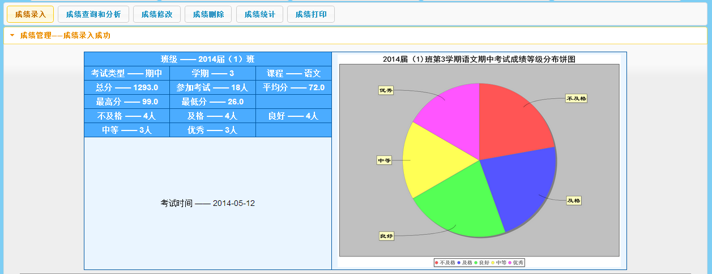 成绩录入 成绩查询和分析 成绩修改 成绩删除 成绩统计 成绩打印
成绩管理---成绩录入成功
班级 —— 2014届（1）班
考试类型 —— 期中 学期 —— 3 课程 —— 语文
总分 —— 1293.0 参加考试 —— 18人 平均分 —— 72.0
最高分 —— 99.0 最低分 —— 26.0
不及格 —— 4人 及格 —— 4人 良好 —— 4人
中等 —— 3人 优秀 —— 3人
考试时间 —— 2014-05-12
2014届（1）班第3学期语文期中考试成绩等级分布饼图
优秀
不及格
中等
及格
良好
不及格 及格 良好 中等 优秀